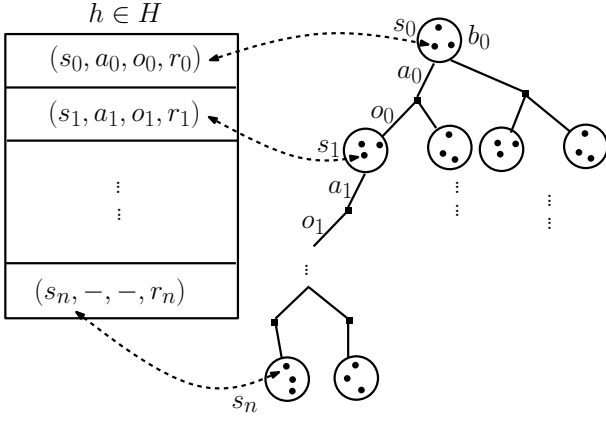 h ∈ H
(s₀, a₀, o₀, r₀)
(s₁, a₁, o₁, r₁)
⋮
⋮
(sₙ, −, −, rₙ)
s₀
b₀
a₀
o₀
s₁
a₁
o₁
⋮
⋮
⋮
⋮
⋮
sₙ